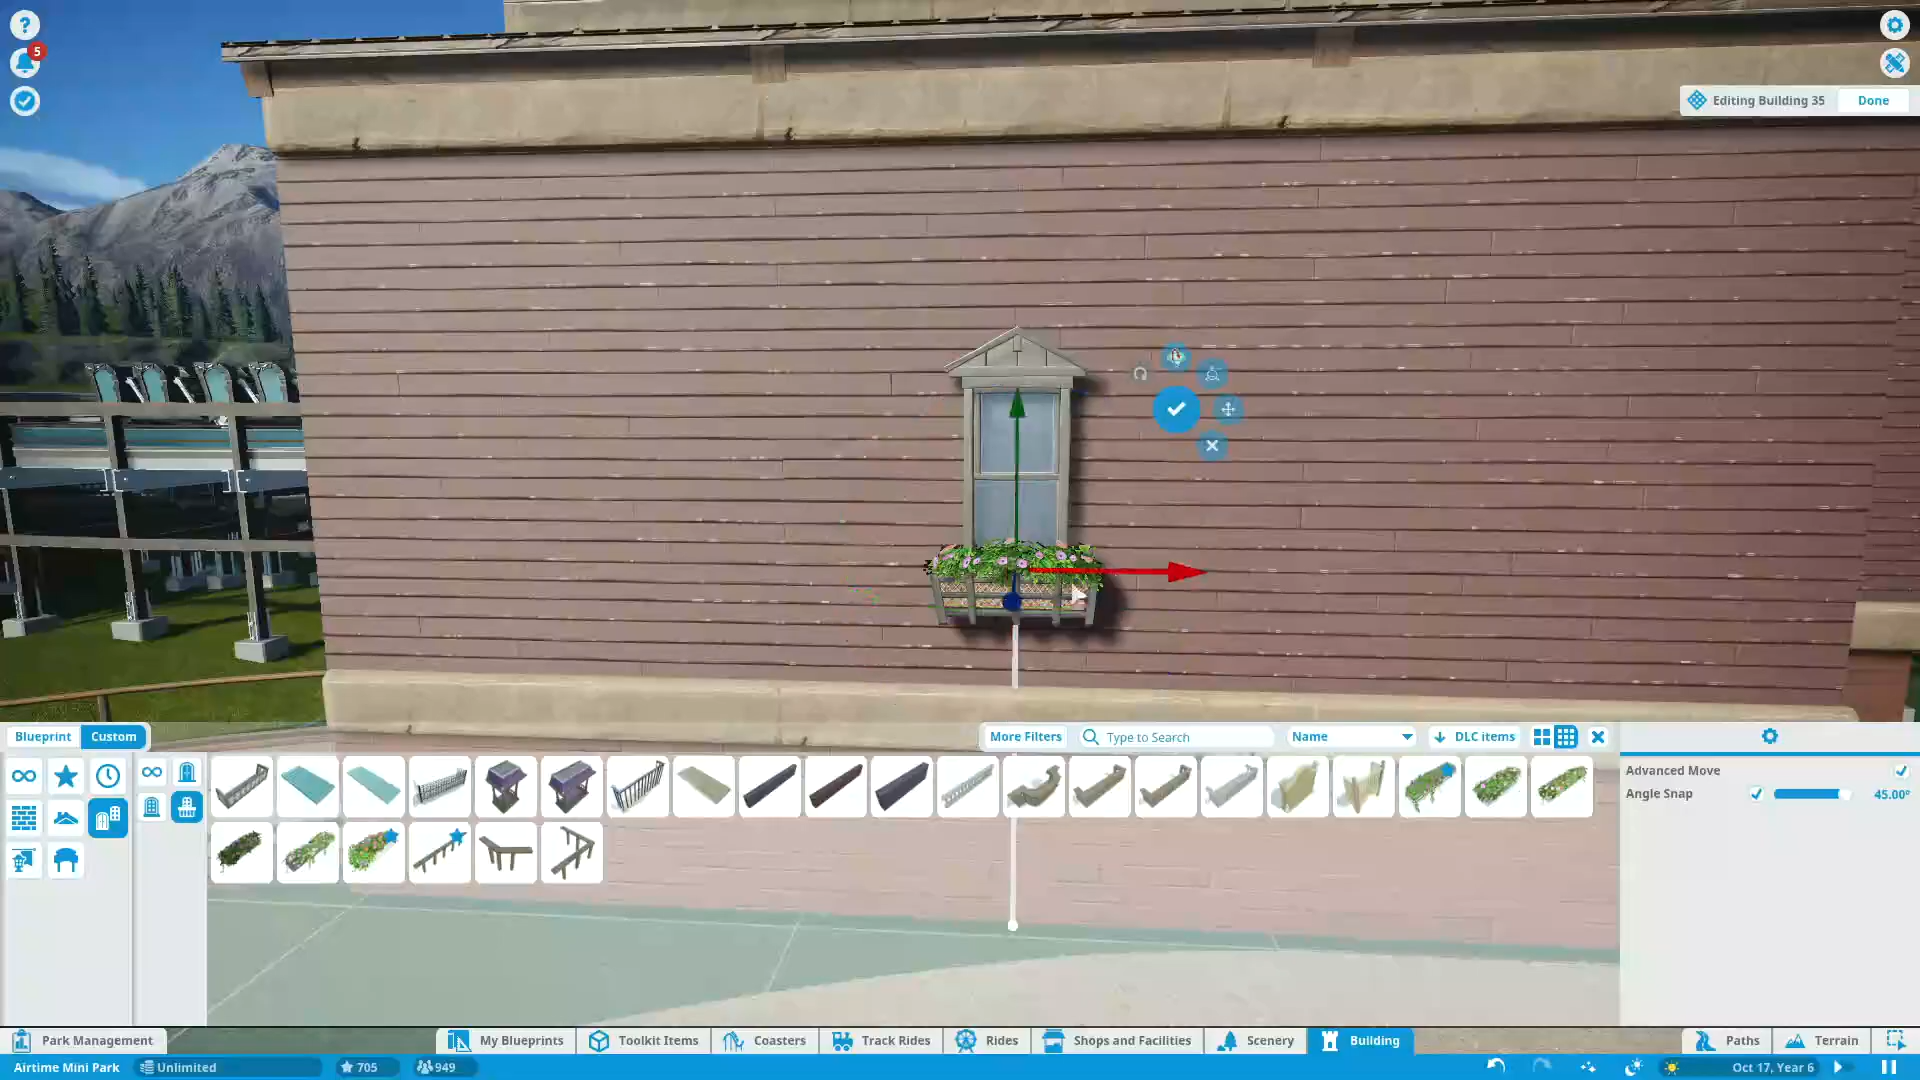 ?
5
Editing Building 35
Done
Blueprint
Custom
More Filters
Type to Search
Name
DLC items
Advanced Move
Angle Snap
45.00°
Park Management
My Blueprints
Toolkit Items
Coasters
Track Rides
Rides
Shops and Facilities
Scenery
Building
Paths
Terrain
Airtime Mini Park
Unlimited
705
949
Oct 17, Year 6